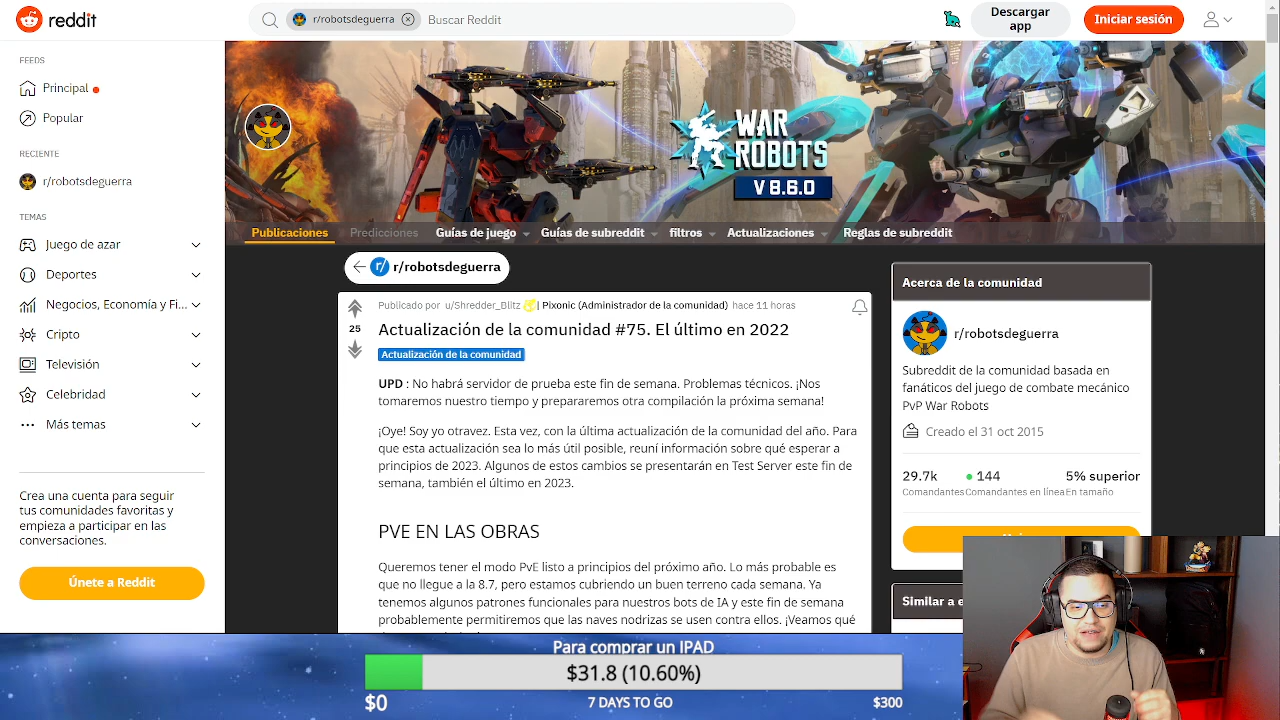 reddit
r/robotsdeguerra
Buscar Reddit
Descargar app
Iniciar sesión
FEEDS
Principal
Popular
RECIENTE
r/robotsdeguerra
TEMAS
Juego de azar
Deportes
Negocios, Economía y Fi...
Cripto
Televisión
Celebridad
Más temas
Crea una cuenta para seguir
tus comunidades favoritas y
empieza a participar en las
conversaciones.
Únete a Reddit
WAR
ROBOTS
V 8.6.0
Publicaciones
Predicciones
Guías de juego
Guías de subreddit
filtros
Actualizaciones
Reglas de subreddit
r/ r/robotsdeguerra
25
Publicado por u/Shredder_Blitz | Pixonic (Administrador de la comunidad) hace 11 horas
Actualización de la comunidad #75. El último en 2022
Actualización de la comunidad
UPD : No habrá servidor de prueba este fin de semana. Problemas técnicos. ¡Nos
tomaremos nuestro tiempo y prepararemos otra compilación la próxima semana!
¡Oye! Soy yo otravez. Esta vez, con la última actualización de la comunidad del año. Para
que esta actualización sea lo más útil posible, reuní información sobre qué esperar a
principios de 2023. Algunos de estos cambios se presentarán en Test Server este fin de
semana, también el último en 2023.
PVE EN LAS OBRAS
Queremos tener el modo PvE listo a principios del próximo año. Lo más probable es
que no llegue a la 8.7, pero estamos cubriendo un buen terreno cada semana. Ya
tenemos algunos patrones funcionales para nuestros bots de IA y este fin de semana
probablemente permitiremos que las naves nodrizas se usen contra ellos. ¡Veamos qué
Acerca de la comunidad
r/robotsdeguerra
Subreddit de la comunidad basada en
fanáticos del juego de combate mecánico
PvP War Robots
Creado el 31 oct 2015
29.7k 144 5% superior
Comandantes Comandantes en línea En tamaño
Similar a e
Para comprar un IPAD
$31.8 (10.60%)
$0 7 DAYS TO GO $300